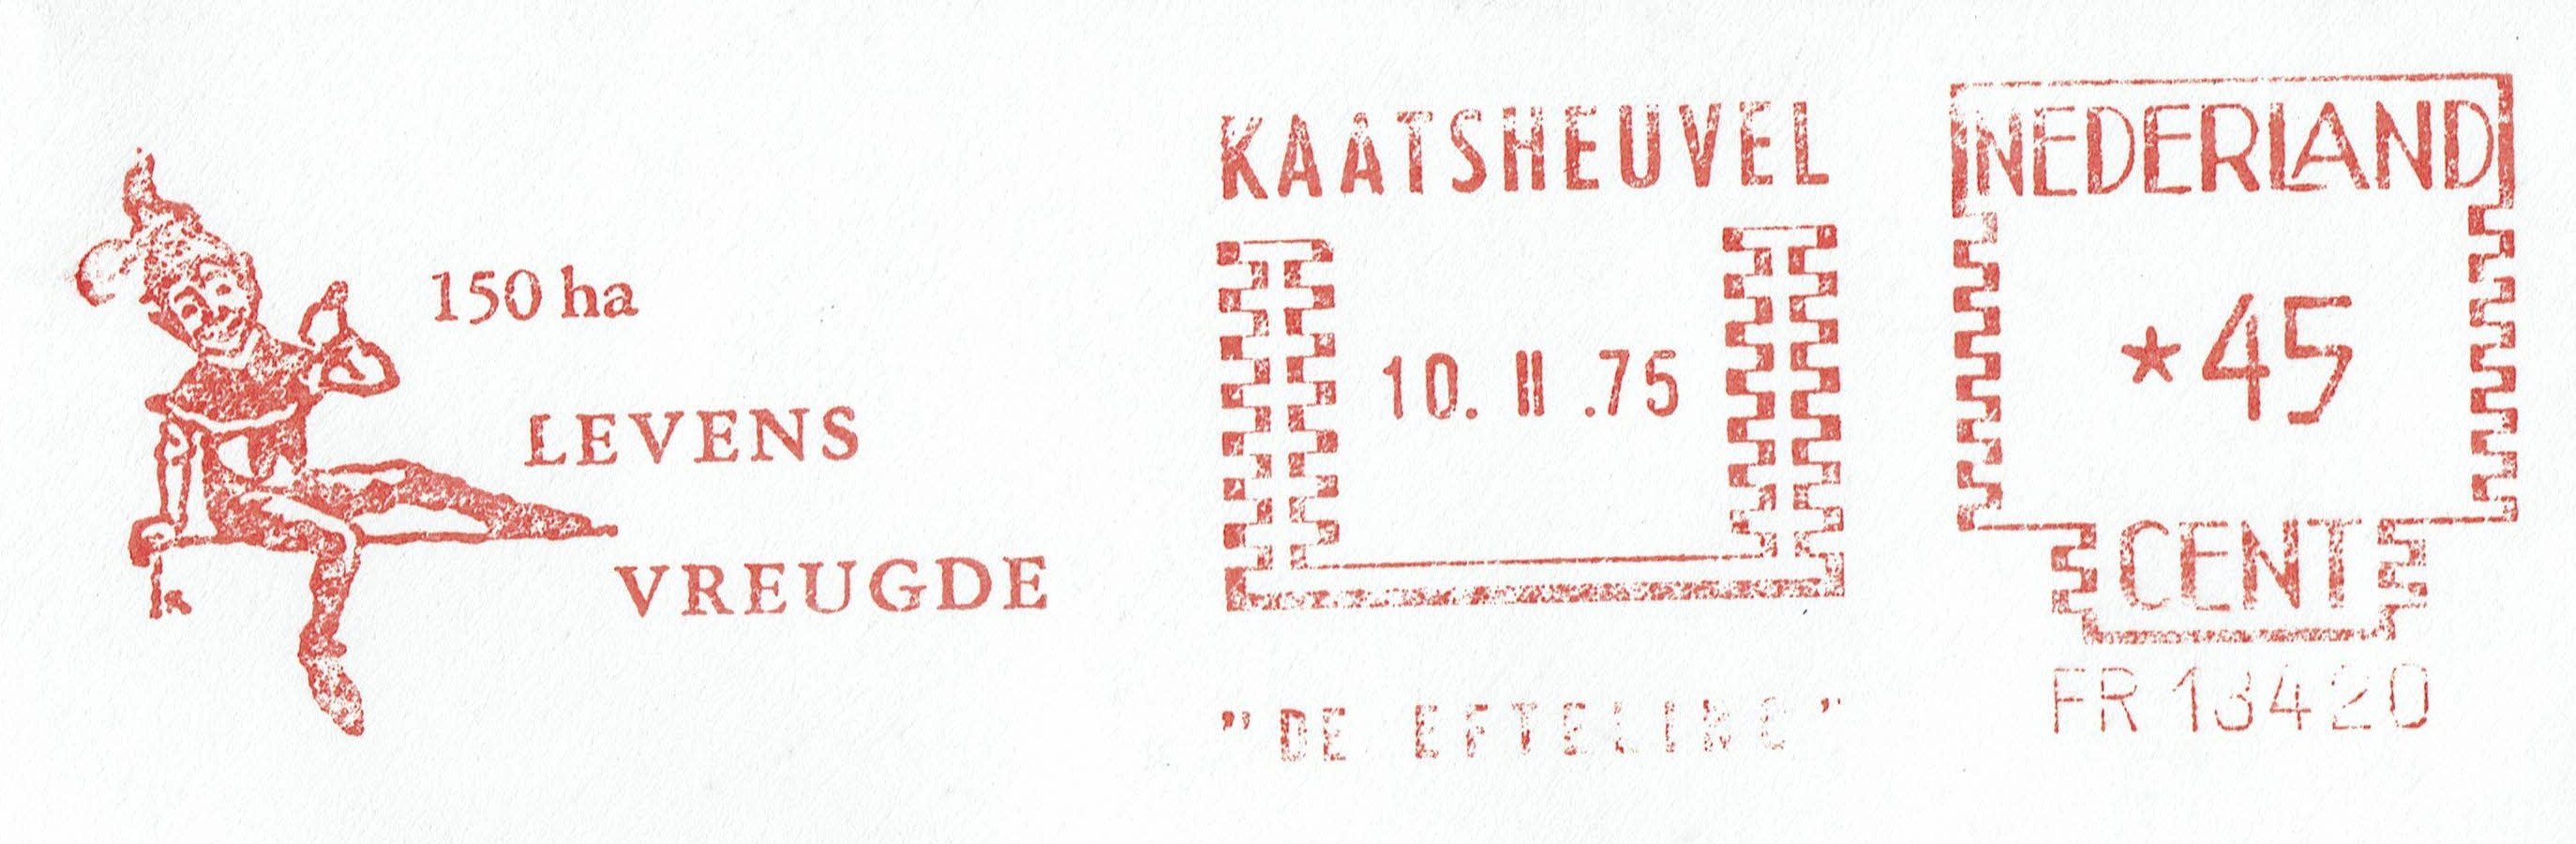 150 ha
LEVENS
VREUGDE
KAATSHEUVEL
10. II .75
"DE EFTELING"
NEDERLAND
*45
CENT
FR 13420